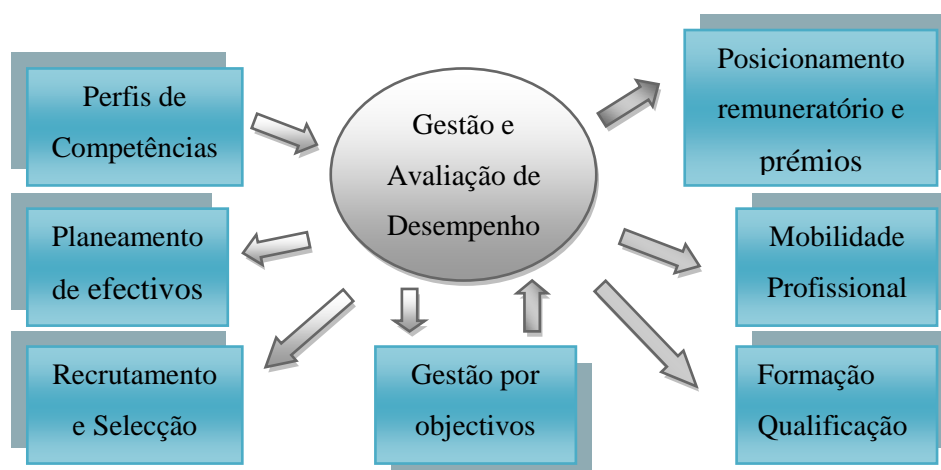 Perfis de
Competências
Gestão e
Avaliação de
Desempenho
Posicionamento
remuneratório e
prémios
Planeamento
de efectivos
Mobilidade
Profissional
Recrutamento
e Selecção
Gestão por
objectivos
Formação
Qualificação